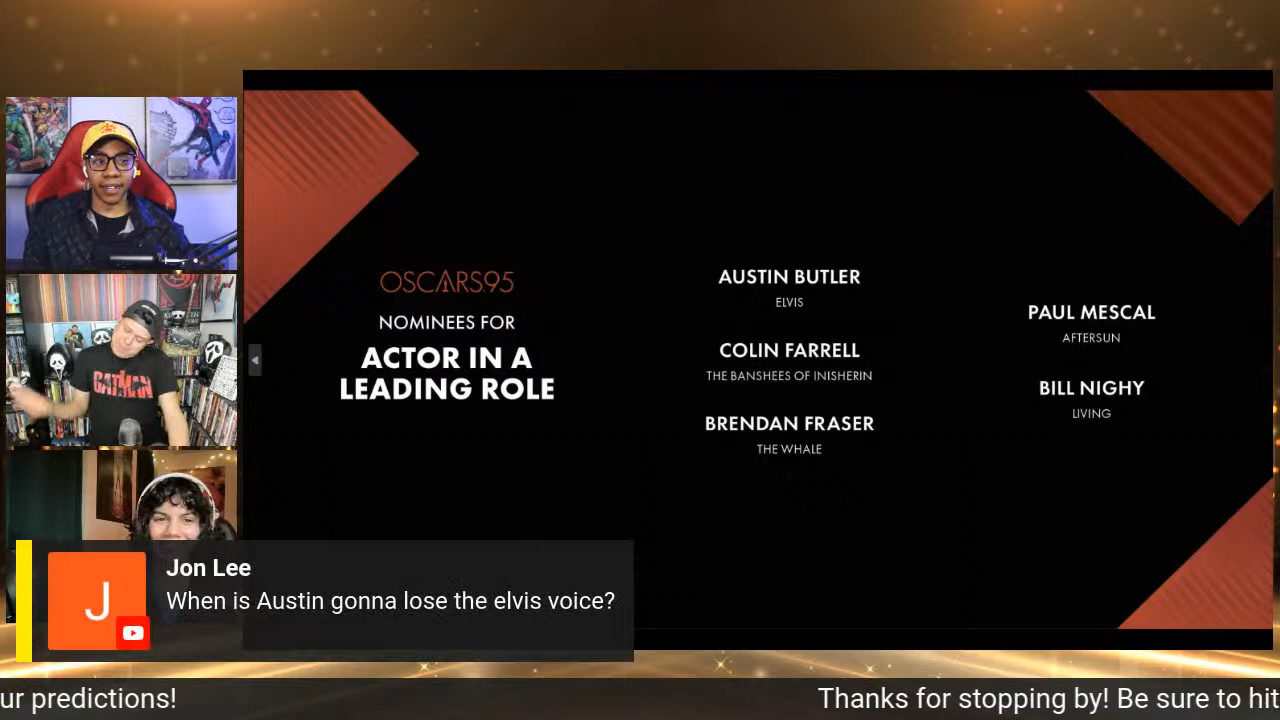 OSCARS95
NOMINEES FOR
ACTOR IN A
LEADING ROLE
AUSTIN BUTLER
ELVIS
COLIN FARRELL
THE BANSHEES OF INISHERIN
BRENDAN FRASER
THE WHALE
PAUL MESCAL
AFTERSUN
BILL NIGHY
LIVING
BATMAN
J
Jon Lee
When is Austin gonna lose the elvis voice?
ur predictions!
Thanks for stopping by! Be sure to hit